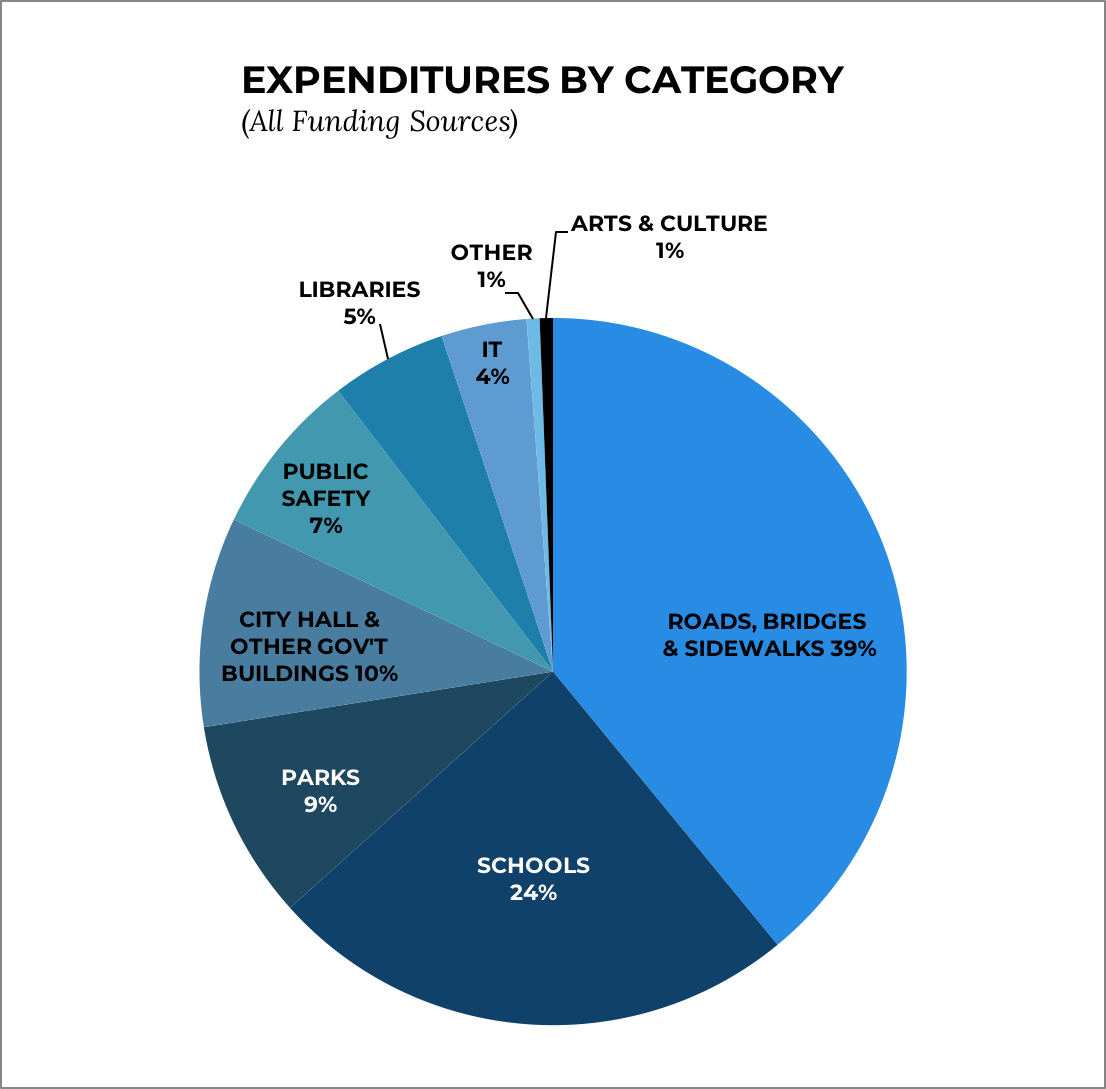 EXPENDITURES BY CATEGORY
(All Funding Sources)
ARTS & CULTURE
1%
OTHER
1%
LIBRARIES
5%
IT
4%
PUBLIC
SAFETY
7%
CITY HALL &
OTHER GOV'T
BUILDINGS 10%
ROADS, BRIDGES
& SIDEWALKS 39%
PARKS
9%
SCHOOLS
24%